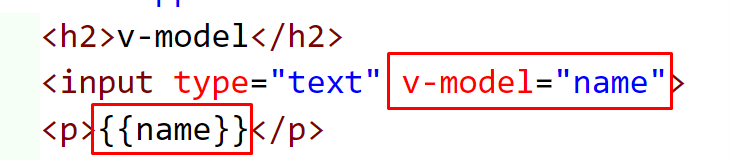 <h2>v-model</h2>
<input type="text" v-model="name">
<p>{{name}}</p>